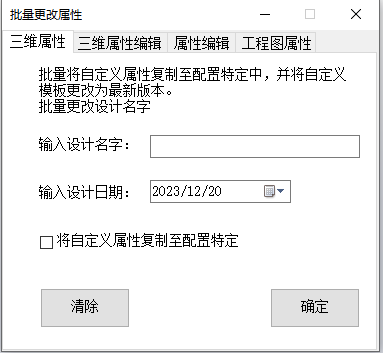 批量更改属性
三维属性 三维属性编辑 属性编辑 工程图属性
批量将自定义属性复制至配置特定中，并将自定义
模板更改为最新版本。
批量更改设计名字
输入设计名字：
输入设计日期： 2023/12/20
将自定义属性复制至配置特定
清除 确定